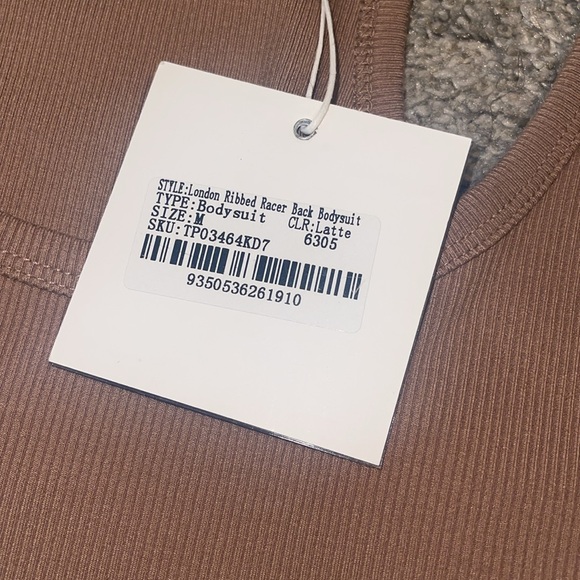 STYLE:London Ribbed Racer Back Bodysuit
TYPE:Bodysuit CLR:Latte
SIZE:M 6305
SKU:TP03464KD7
9350536261910